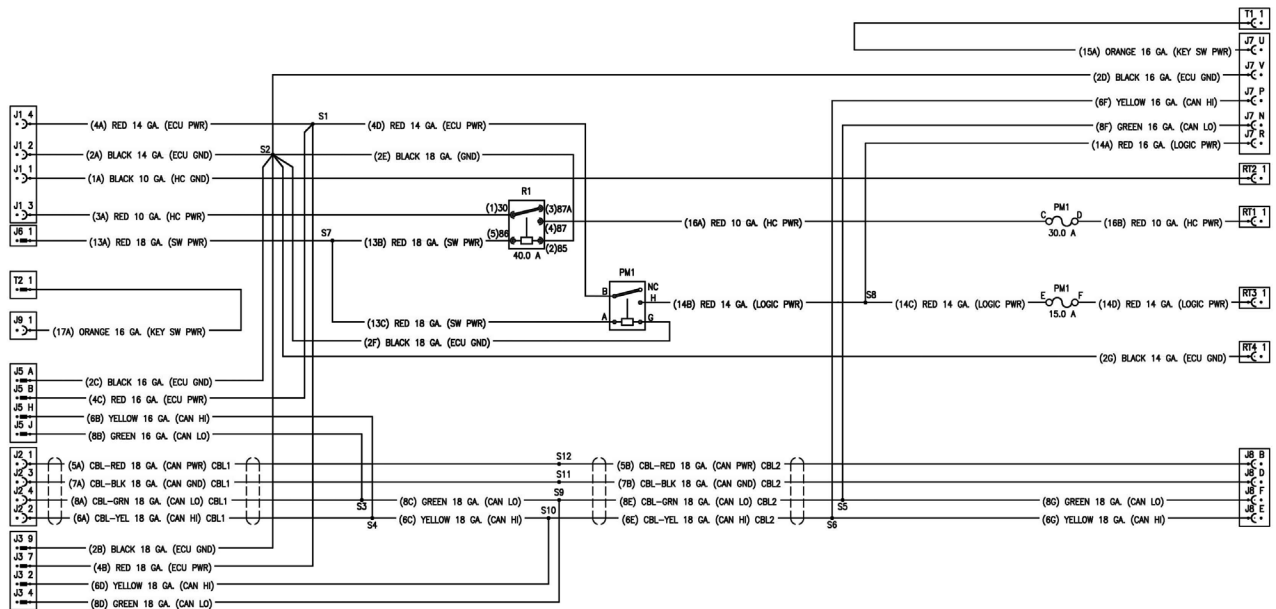 T1 1
J7 U
(15A) ORANGE 16 GA. (KEY SW PWR)
J7 V
(2D) BLACK 16 GA. (ECU GND)
J7 P
(6F) YELLOW 16 GA. (CAN HI)
J7 N
(8F) GREEN 16 GA. (CAN LO)
J7 R
(14A) RED 16 GA. (LOGIC PWR)
J1 4
(4A) RED 14 GA. (ECU PWR)
S1
(4D) RED 14 GA. (ECU PWR)
J1 2
(2A) BLACK 14 GA. (ECU GND)
S2
(2E) BLACK 18 GA. (GND)
J1 1
(1A) BLACK 10 GA. (HC GND)
RT2 1
J1 3
(3A) RED 10 GA. (HC PWR)
R1
(1)30
(3)87A
(4)87
(5)86
(2)85
40.0 A
(16A) RED 10 GA. (HC PWR)
PM1
C
D
30.0 A
(16B) RED 10 GA. (HC PWR)
RT1 1
J6 1
(13A) RED 18 GA. (SW PWR)
S7
(13B) RED 18 GA. (SW PWR)
T2 1
PM1
B
NC
H
A
G
(14B) RED 14 GA. (LOGIC PWR)
S8
(14C) RED 14 GA. (LOGIC PWR)
PM1
E
F
15.0 A
(14D) RED 14 GA. (LOGIC PWR)
RT3 1
J9 1
(17A) ORANGE 16 GA. (KEY SW PWR)
(13C) RED 18 GA. (SW PWR)
(2F) BLACK 18 GA. (ECU GND)
RT4 1
(2G) BLACK 14 GA. (ECU GND)
J5 A
(2C) BLACK 16 GA. (ECU GND)
J5 B
(4C) RED 16 GA. (ECU PWR)
J5 H
(6B) YELLOW 16 GA. (CAN HI)
J5 J
(8B) GREEN 16 GA. (CAN LO)
J2 1
(5A) CBL-RED 18 GA. (CAN PWR) CBL1
S12
(5B) CBL-RED 18 GA. (CAN PWR) CBL2
J8 B
J2 3
(7A) CBL-BLK 18 GA. (CAN GND) CBL1
S11
(7B) CBL-BLK 18 GA. (CAN GND) CBL2
J8 D
J2 4
(8A) CBL-GRN 18 GA. (CAN LO) CBL1
S3
(8C) GREEN 18 GA. (CAN LO)
S9
(8E) CBL-GRN 18 GA. (CAN LO) CBL2
S5
(8G) GREEN 18 GA. (CAN LO)
J8 F
J2 2
(6A) CBL-YEL 18 GA. (CAN HI) CBL1
S4
(6C) YELLOW 18 GA. (CAN HI)
S10
(6E) CBL-YEL 18 GA. (CAN HI) CBL2
S6
(6G) YELLOW 18 GA. (CAN HI)
J8 E
J3 9
(2B) BLACK 18 GA. (ECU GND)
J3 7
(4B) RED 18 GA. (ECU PWR)
J3 2
(6D) YELLOW 18 GA. (CAN HI)
J3 4
(8D) GREEN 18 GA. (CAN LO)